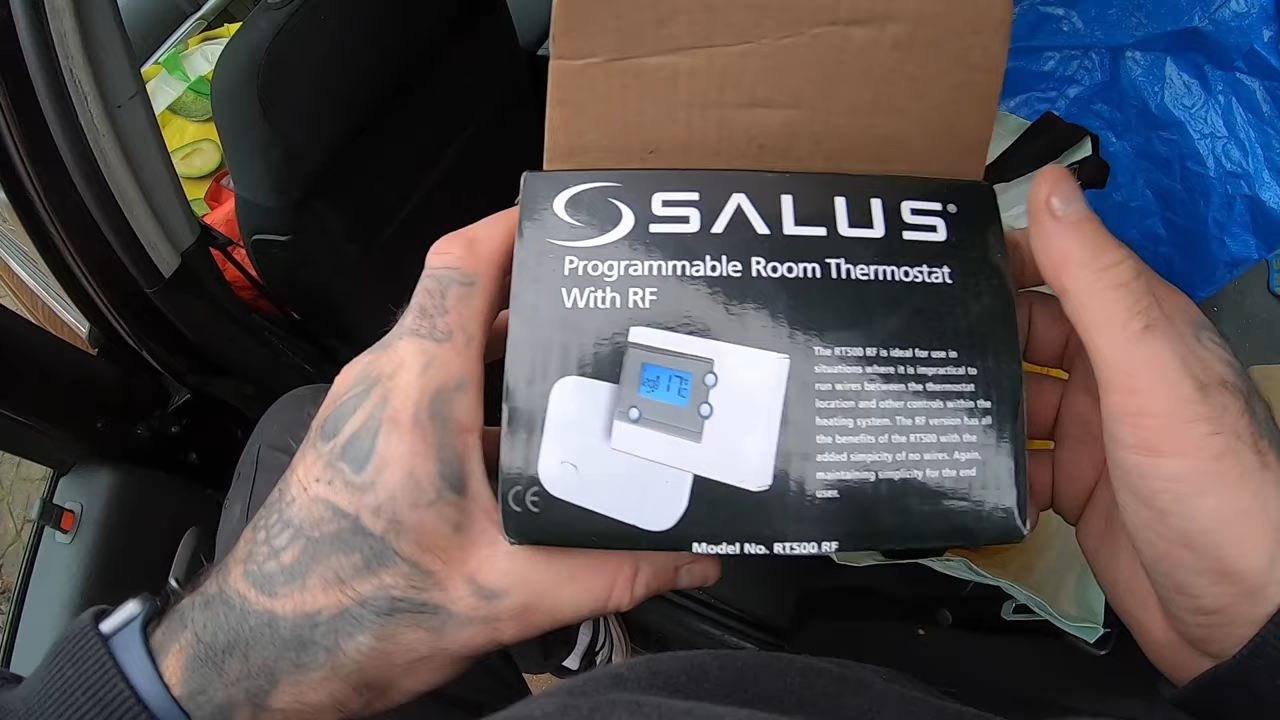 SALUS
Programmable Room Thermostat
With RF
The RT500 RF is ideal for use in
situations where it is impractical to
run wires between the thermostat
location and other controls within the
heating system. The RF version has all
the benefits of the RT500 with the
added simpicity of no wires. Again,
maintaining simplicity for the end
user.
CE
Model No. RT500 RF